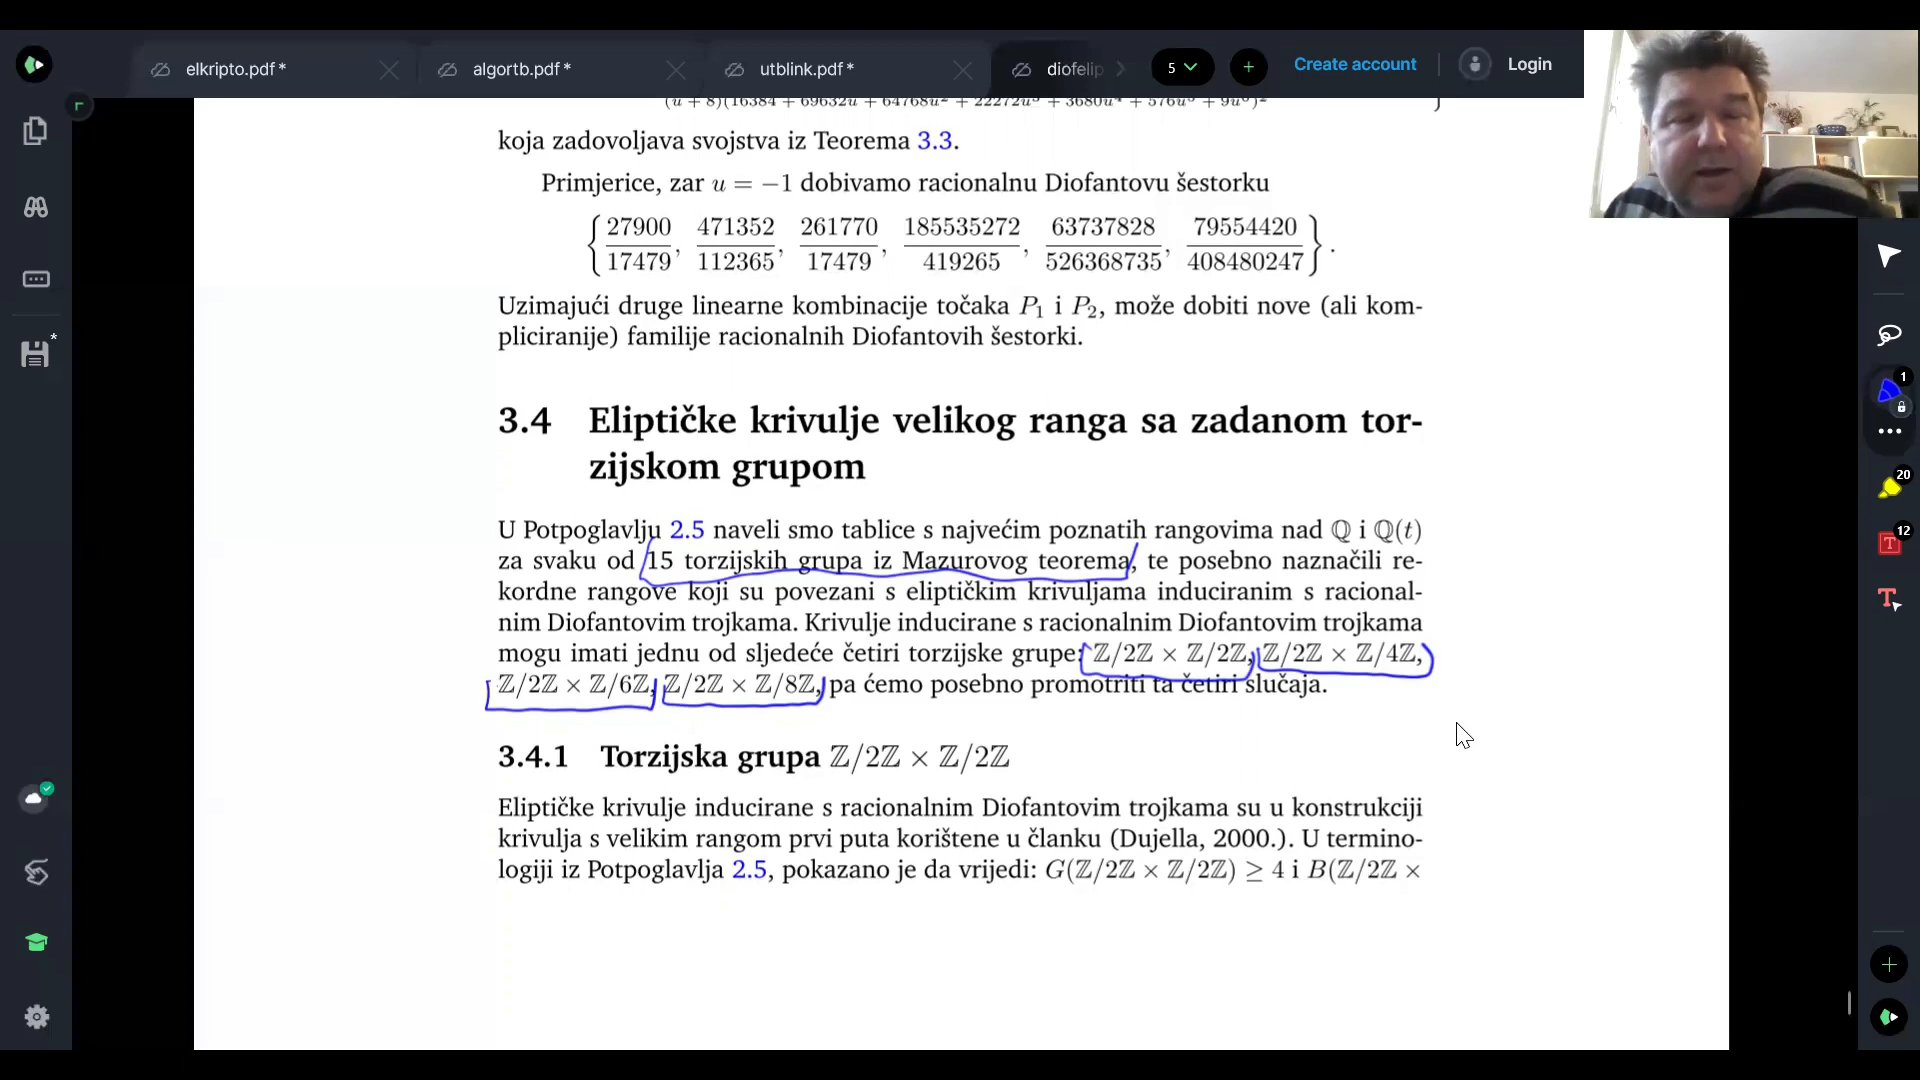 elkripto.pdf *
algortb.pdf *
utblink.pdf *
diofelip
5
Create account
Login
koja zadovoljava svojstva iz Teorema 3.3.
Primjerice, zar u = −1 dobivamo racionalnu Diofantovu šestorku
{ 27900/17479, 471352/112365, 261770/17479, 185535272/419265, 63737828/526368735, 79554420/408480247 }.
Uzimajući druge linearne kombinacije točaka P₁ i P₂, može dobiti nove (ali kom-
pliciranije) familije racionalnih Diofantovih šestorki.
3.4 Eliptičke krivulje velikog ranga sa zadanom tor-
zijskom grupom
U Potpoglavlju 2.5 naveli smo tablice s najvećim poznatih rangovima nad ℚ i ℚ(t)
za svaku od 15 torzijskih grupa iz Mazurovog teorema, te posebno naznačili re-
kordne rangove koji su povezani s eliptičkim krivuljama induciranim s racional-
nim Diofantovim trojkama. Krivulje inducirane s racionalnim Diofantovim trojkama
mogu imati jednu od sljedeće četiri torzijske grupe: ℤ/2ℤ × ℤ/2ℤ, ℤ/2ℤ × ℤ/4ℤ,
ℤ/2ℤ × ℤ/6ℤ, ℤ/2ℤ × ℤ/8ℤ, pa ćemo posebno promotriti ta četiri slučaja.
3.4.1 Torzijska grupa ℤ/2ℤ × ℤ/2ℤ
Eliptičke krivulje inducirane s racionalnim Diofantovim trojkama su u konstrukciji
krivulja s velikim rangom prvi puta korištene u članku (Dujella, 2000.). U termino-
logiji iz Potpoglavlja 2.5, pokazano je da vrijedi: G(ℤ/2ℤ × ℤ/2ℤ) ≥ 4 i B(ℤ/2ℤ ×
1
20
12